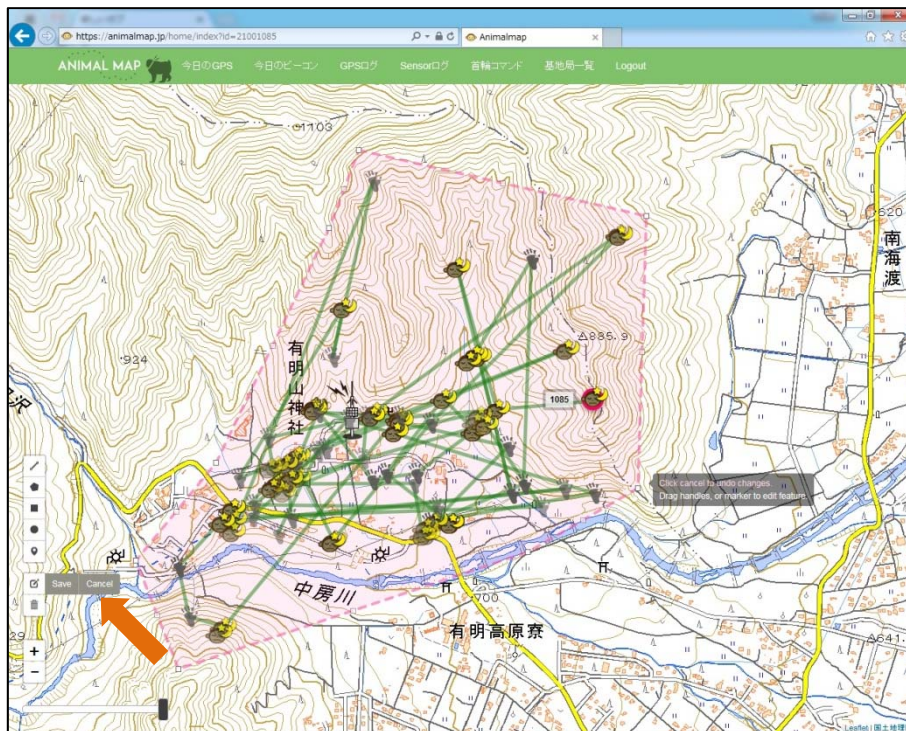 https://animalmap.jp/home/index?id=21001085
Animalmap
ANIMAL MAP
今日のGPS
今日のビーコン
GPSログ
Sensorログ
首輪コマンド
基地局一覧
Logout
1103
620
650
南海渡
835.9
924
有明山神社
1085
Click cancel to undo changes.
Drag handles, or marker to edit feature.
Save
Cancel
中房川
700
有明高原寮
641.
+
−
Leaflet | 国土地理